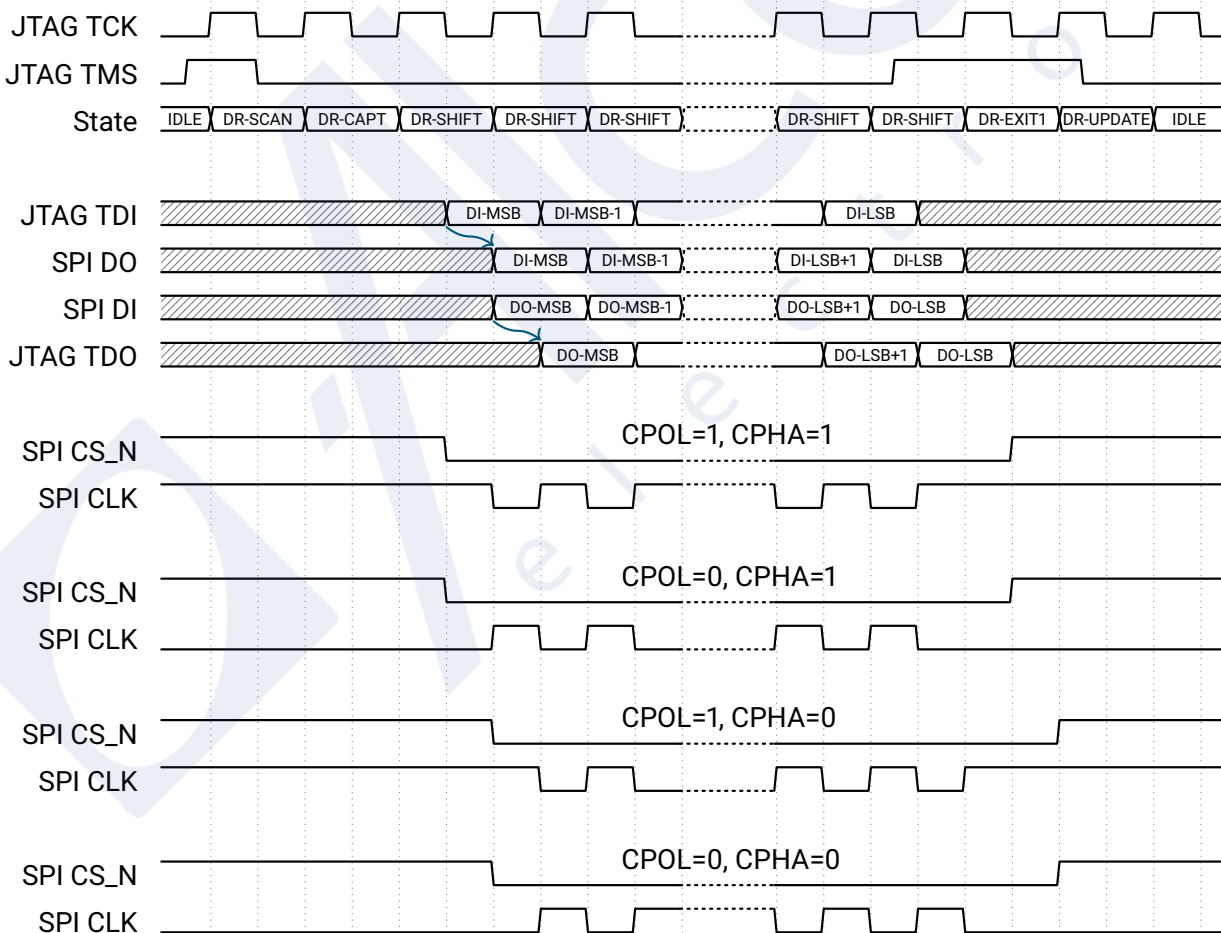 JTAG TCK
JTAG TMS
State IDLE DR-SCAN DR-CAPT DR-SHIFT DR-SHIFT DR-SHIFT DR-SHIFT DR-SHIFT DR-EXIT1 DR-UPDATE IDLE
JTAG TDI DI-MSB DI-MSB-1 DI-LSB
SPI DO DI-MSB DI-MSB-1 DI-LSB+1 DI-LSB
SPI DI DO-MSB DO-MSB-1 DO-LSB+1 DO-LSB
JTAG TDO DO-MSB DO-LSB+1 DO-LSB
CPOL=1, CPHA=1
SPI CS_N
SPI CLK
CPOL=0, CPHA=1
SPI CS_N
SPI CLK
CPOL=1, CPHA=0
SPI CS_N
SPI CLK
CPOL=0, CPHA=0
SPI CS_N
SPI CLK